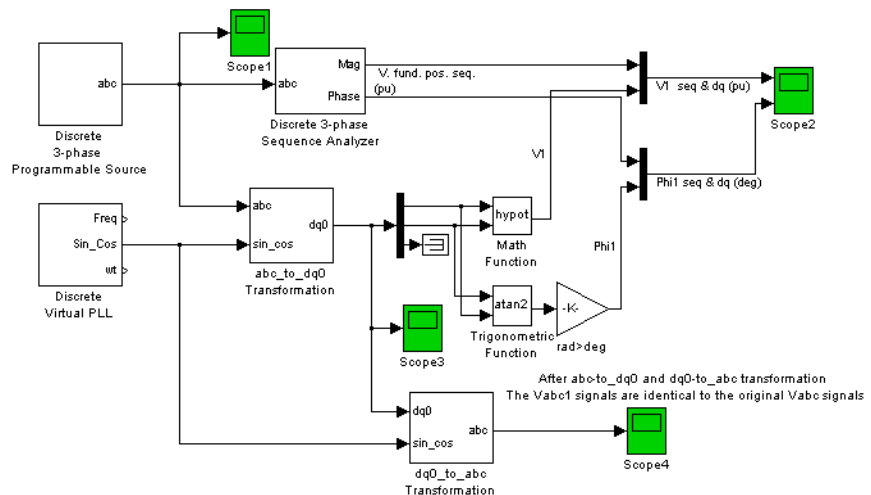 abc
Discrete
3-phase
Programmable Source
Scope1
abc
Mag
Phase
Discrete 3-phase
Sequence Analyzer
V. fund. pos. seq.
(pu)
V1 seq & dq (pu)
Scope2
Phi1 seq & dq (deg)
V1
Phi1
Freq
Sin_Cos
wt
Discrete
Virtual PLL
abc
sin_cos
dq0
abc_to_dq0
Transformation
hypot
Math
Function
atan2
Trigonometric
Function
-K-
rad>deg
Scope3
After abc-to_dq0 and dq0-to_abc transformation
The Vabc1 signals are identical to the original Vabc signals
dq0
sin_cos
abc
dq0_to_abc
Transformation
Scope4